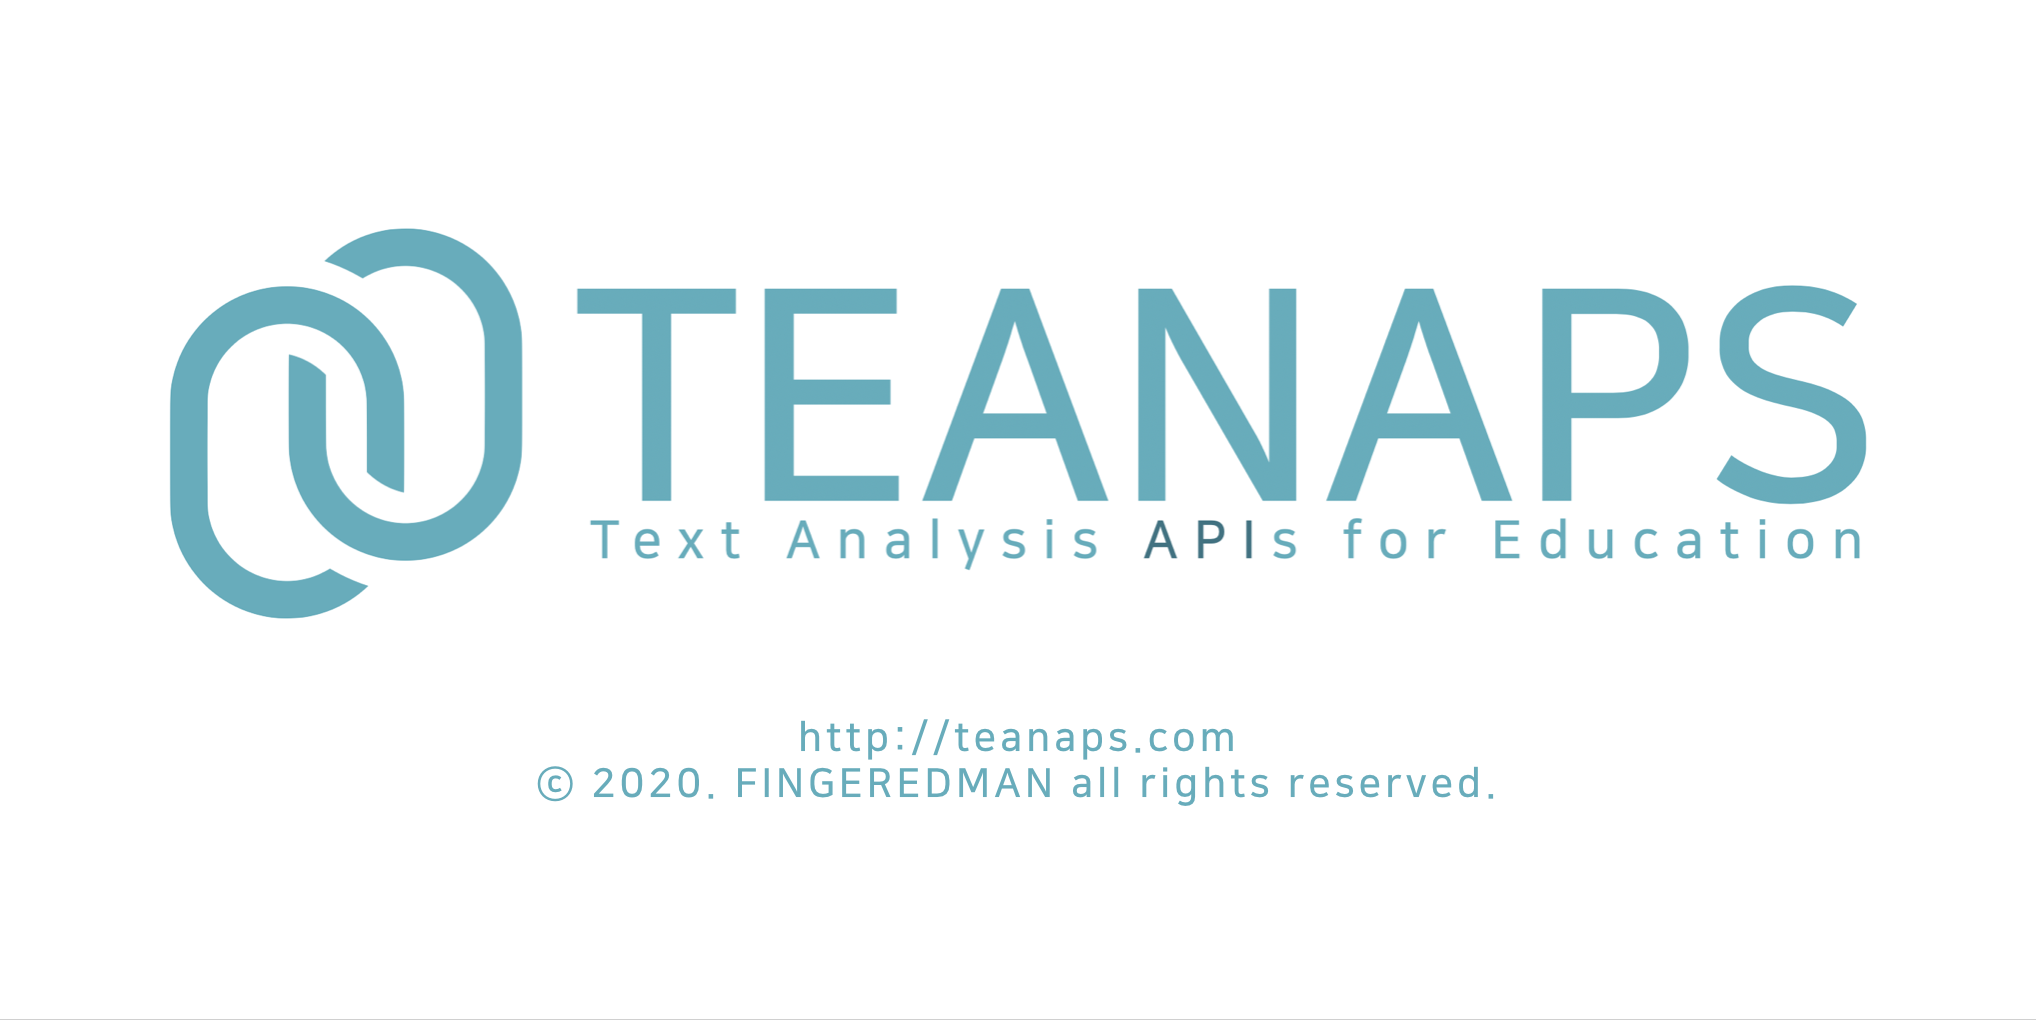 TEANAPS
Text Analysis APIs for Education
http://teanaps.com
© 2020. FINGEREDMAN all rights reserved.